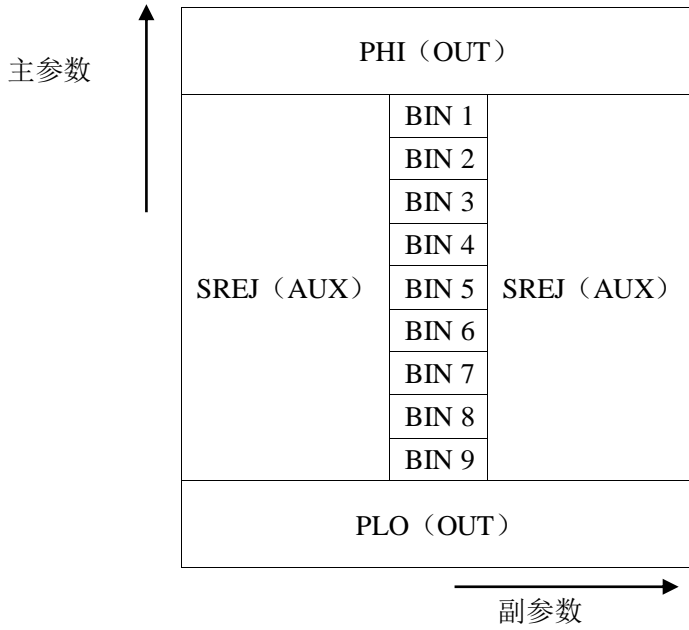 主参数
PHI（OUT）
BIN 1
BIN 2
BIN 3
BIN 4
SREJ（AUX） BIN 5 SREJ（AUX）
BIN 6
BIN 7
BIN 8
BIN 9
PLO（OUT）
副参数